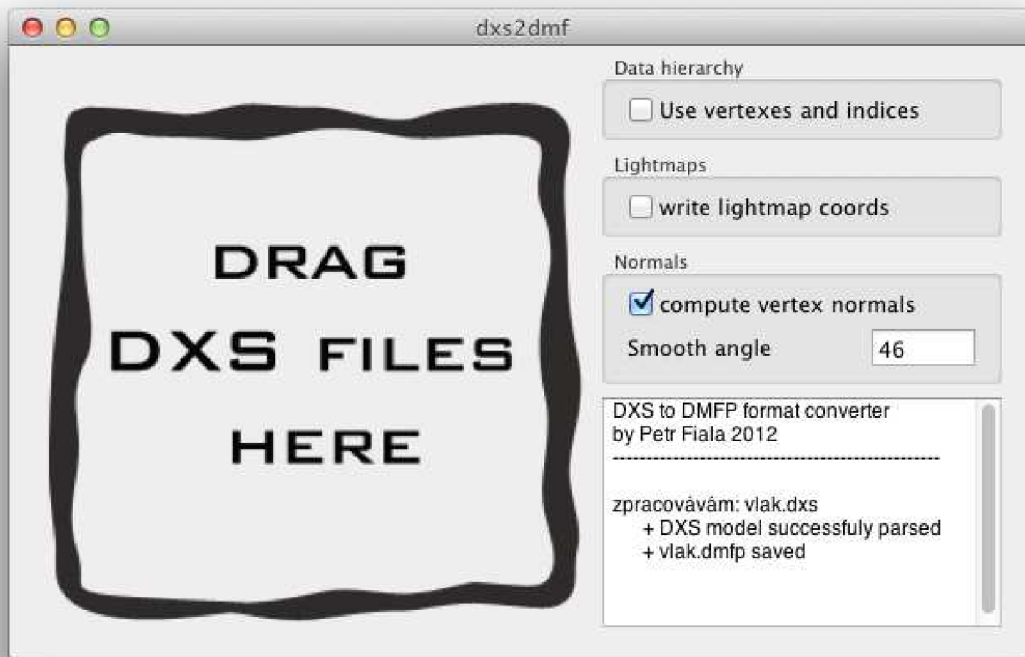 dxs2dmf
DRAG
DXS FILES
HERE
Data hierarchy
Use vertexes and indices
Lightmaps
write lightmap coords
Normals
compute vertex normals
Smooth angle 46
DXS to DMFP format converter
by Petr Fiala 2012
------------------------------------------------
zpracovávám: vlak.dxs
+ DXS model successfuly parsed
+ vlak.dmfp saved